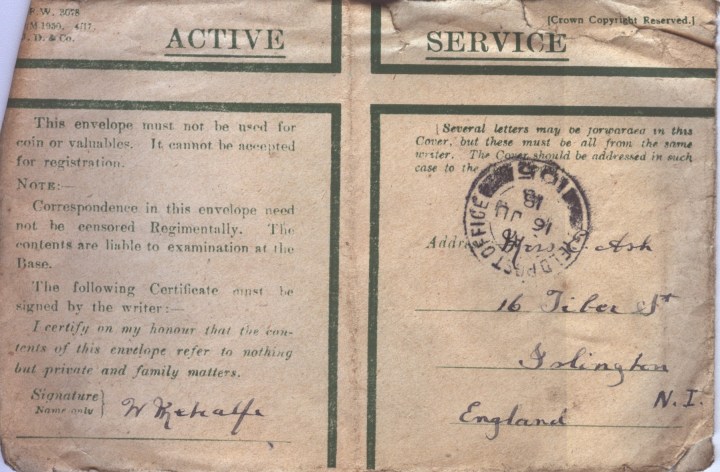 W. 3078
M1950. 4/17.
J. D. & Co.
[Crown Copyright Reserved.]
ACTIVE SERVICE
This envelope must not be used for
coin or valuables. It cannot be accepted
for registration.
NOTE:—
Correspondence in this envelope need
not be censored Regimentally. The
contents are liable to examination at the
Base.
The following Certificate must be
signed by the writer:—
I certify on my honour that the con-
tents of this envelope refer to nothing
but private and family matters.
Signature }
Name only
W Metcalfe
[Several letters may be forwarded in this
Cover, but these must be all from the same
writer. The Cover should be addressed in such
case to the
FIELD POST OFFICE
105
16 JU
18
Addre
Mrs Ash
16 Tiber St
Islington
N. I.
England